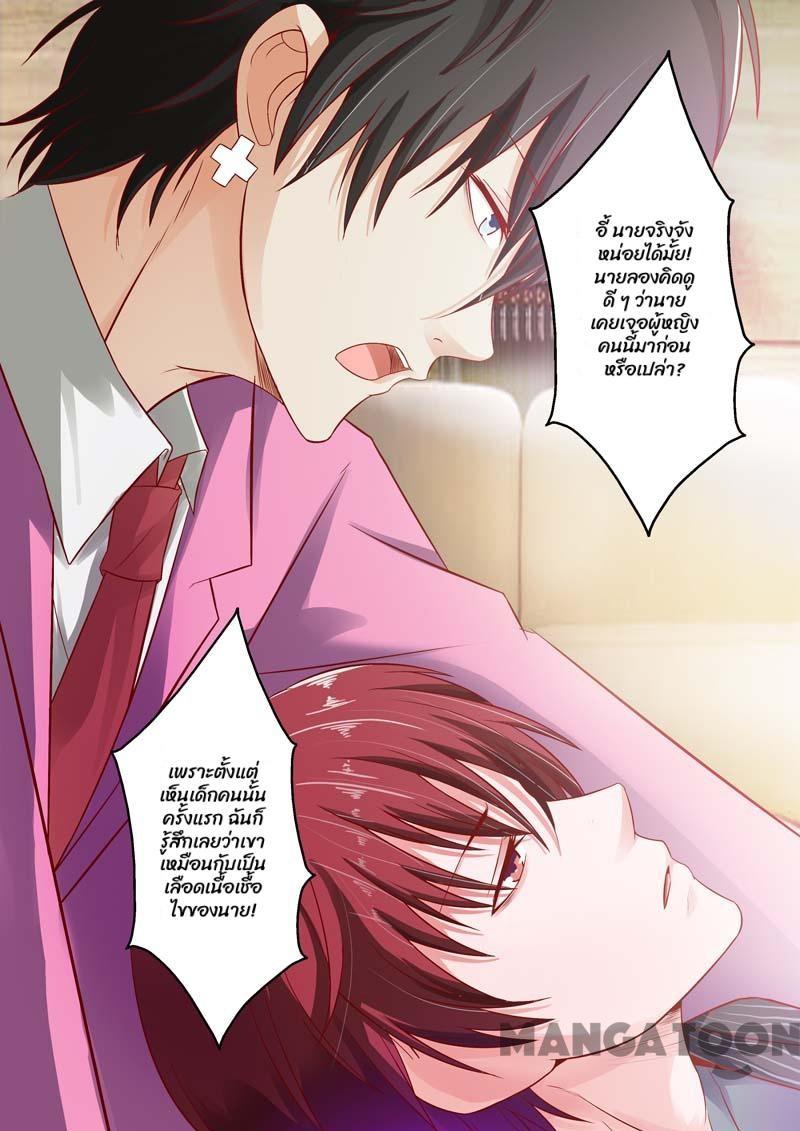 อี้ นายจริงจัง
หน่อยได้มั้ย!
นายลองคิดดู
ดี ๆ ว่านาย
เคยเจอผู้หญิง
คนนี้มาก่อน
หรือเปล่า?
เพราะตั้งแต่
เห็นเด็กคนนั้น
ครั้งแรก ฉันก็
รู้สึกเลยว่าเขา
เหมือนกับเป็น
เลือดเนื้อเชื้อ
ไขของนาย!
MANGA TOON